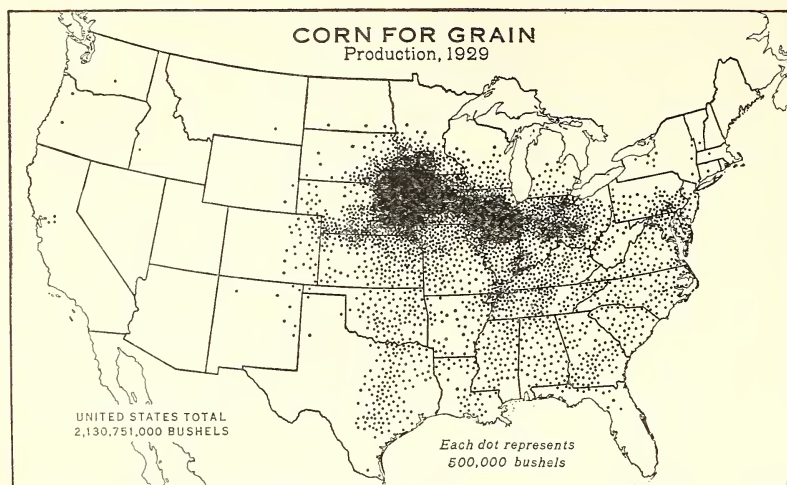 CORN FOR GRAIN
Production, 1929
UNITED STATES TOTAL
2,130,751,000 BUSHELS
Each dot represents
500,000 bushels